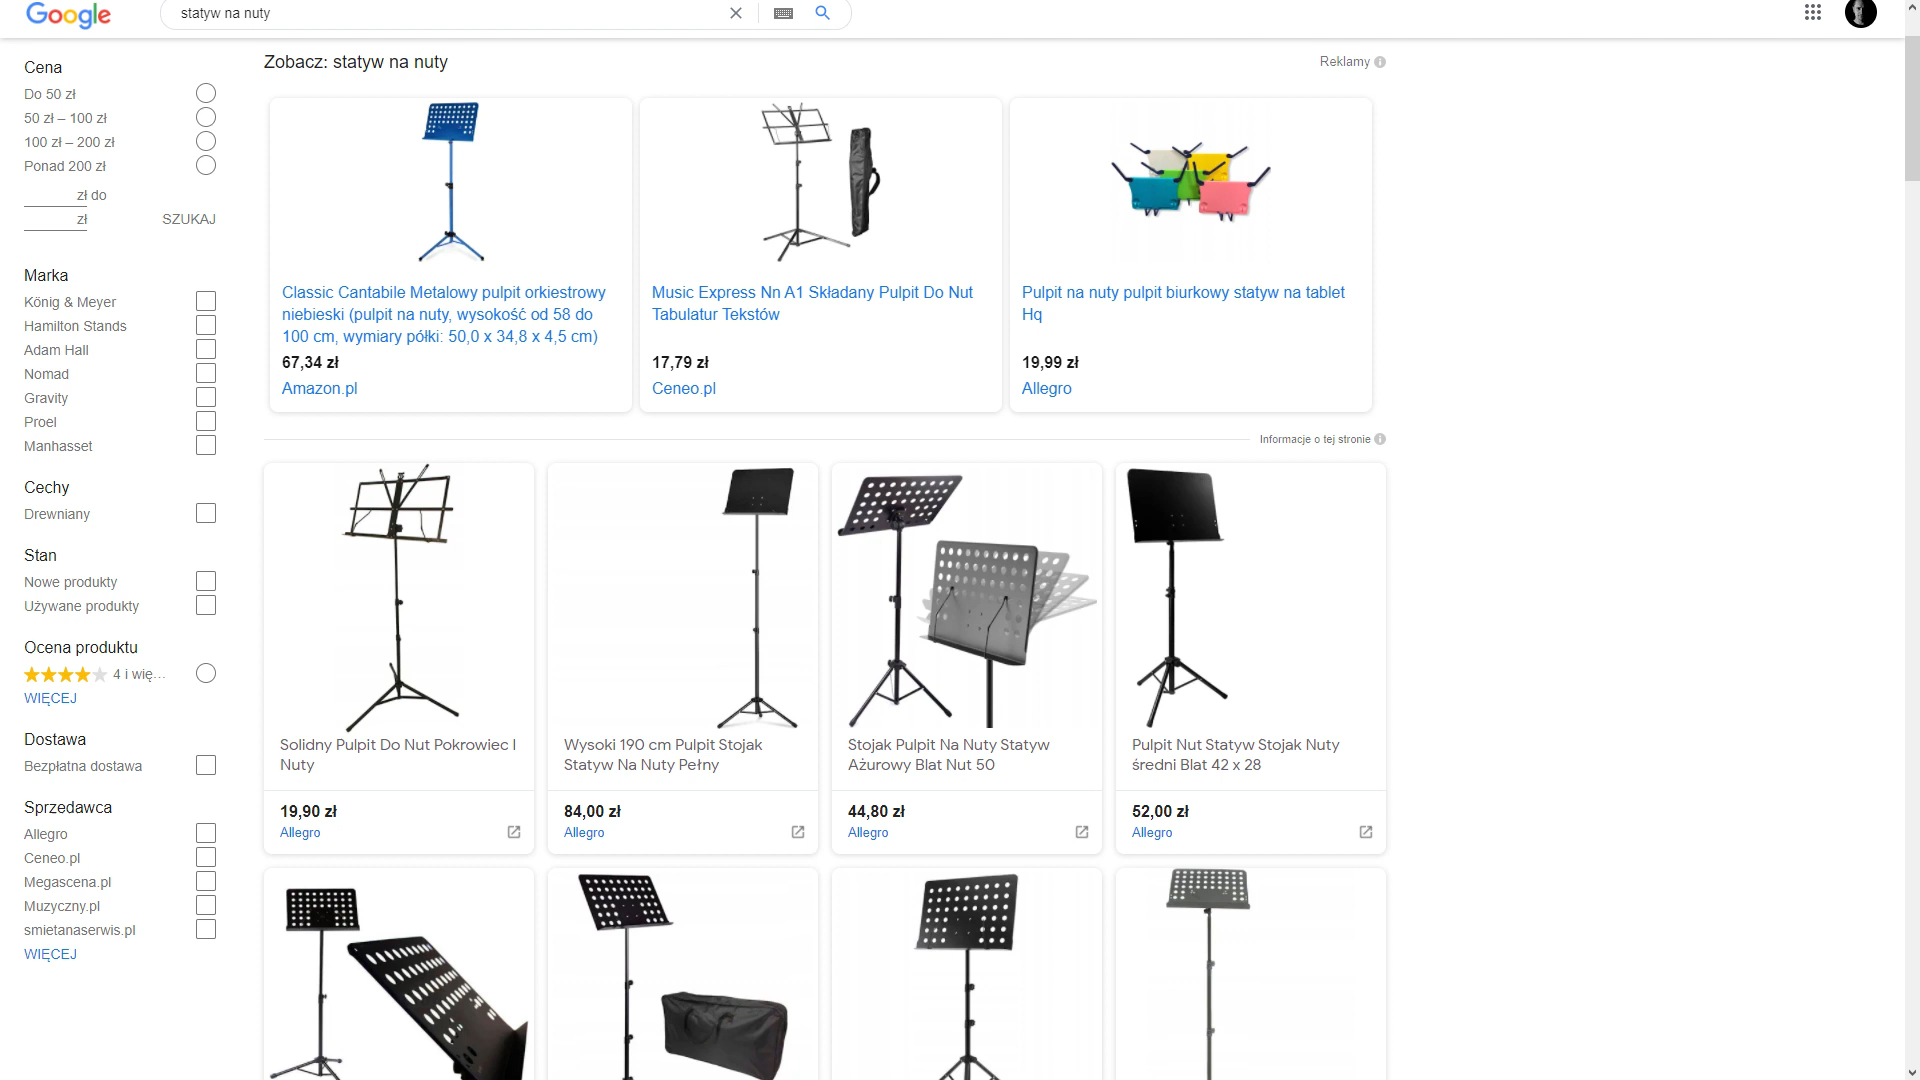 Google
statyw na nuty
Cena
Do 50 zł
50 zł – 100 zł
100 zł – 200 zł
Ponad 200 zł
zł do
zł
SZUKAJ
Marka
König & Meyer
Hamilton Stands
Adam Hall
Nomad
Gravity
Proel
Manhasset
Cechy
Drewniany
Stan
Nowe produkty
Używane produkty
Ocena produktu
4 i wię...
WIĘCEJ
Dostawa
Bezpłatna dostawa
Sprzedawca
Allegro
Ceneo.pl
Megascena.pl
Muzyczny.pl
smietanaserwis.pl
WIĘCEJ
Zobacz: statyw na nuty
Reklamy
Classic Cantabile Metalowy pulpit orkiestrowy
niebieski (pulpit na nuty, wysokość od 58 do
100 cm, wymiary półki: 50,0 x 34,8 x 4,5 cm)
67,34 zł
Amazon.pl
Music Express Nn A1 Składany Pulpit Do Nut
Tabulatur Tekstów
17,79 zł
Ceneo.pl
Pulpit na nuty pulpit biurkowy statyw na tablet
Hq
19,99 zł
Allegro
Informacje o tej stronie
Solidny Pulpit Do Nut Pokrowiec I
Nuty
19,90 zł
Allegro
Wysoki 190 cm Pulpit Stojak
Statyw Na Nuty Pełny
84,00 zł
Allegro
Stojak Pulpit Na Nuty Statyw
Ażurowy Blat Nut 50
44,80 zł
Allegro
Pulpit Nut Statyw Stojak Nuty
średni Blat 42 x 28
52,00 zł
Allegro